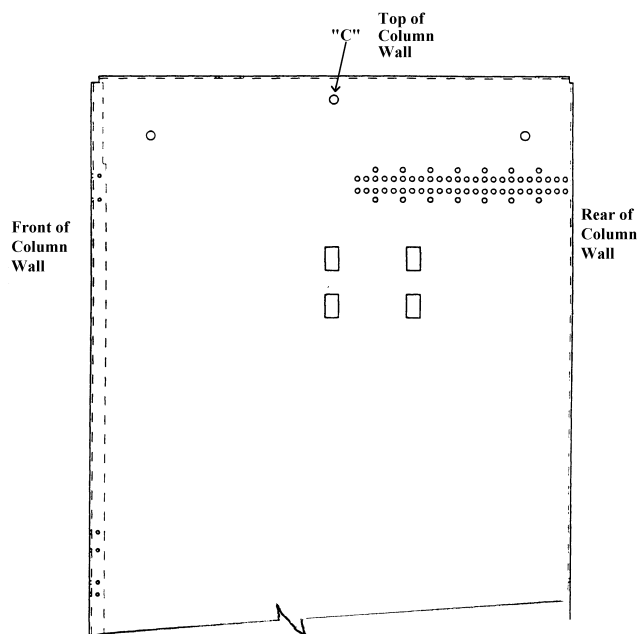 Top of
Column
Wall
"C"
Front of
Column
Wall
Rear of
Column
Wall